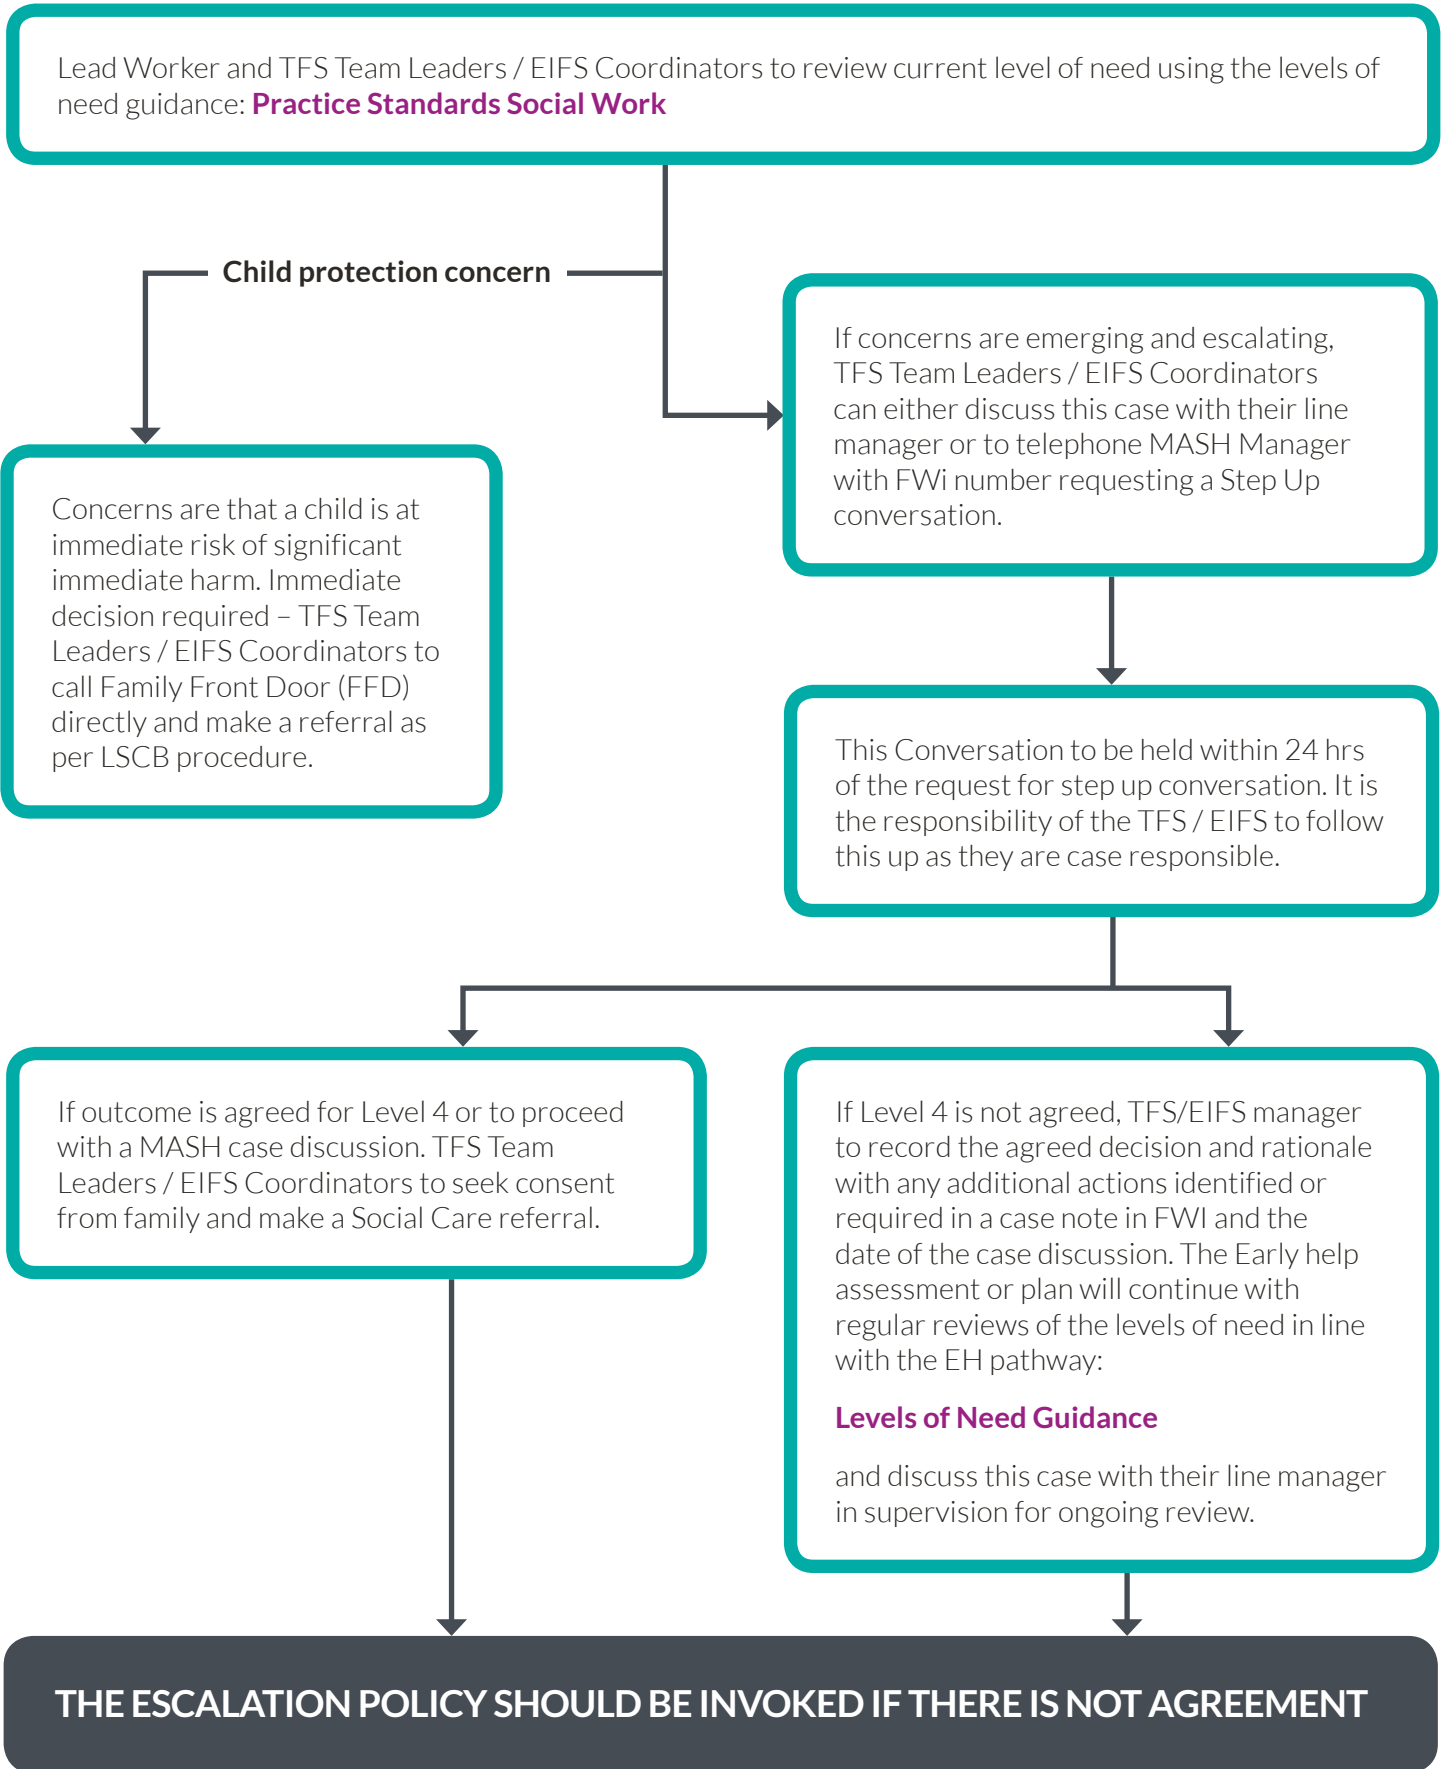 Lead Worker and TFS Team Leaders / EIFS Coordinators to review current level of need using the levels of
need guidance: Practice Standards Social Work
Child protection concern
If concerns are emerging and escalating,
TFS Team Leaders / EIFS Coordinators
can either discuss this case with their line
manager or to telephone MASH Manager
with FWi number requesting a Step Up
conversation.
Concerns are that a child is at
immediate risk of significant
immediate harm. Immediate
decision required – TFS Team
Leaders / EIFS Coordinators to
call Family Front Door (FFD)
directly and make a referral as
per LSCB procedure.
This Conversation to be held within 24 hrs
of the request for step up conversation. It is
the responsibility of the TFS / EIFS to follow
this up as they are case responsible.
If outcome is agreed for Level 4 or to proceed
with a MASH case discussion. TFS Team
Leaders / EIFS Coordinators to seek consent
from family and make a Social Care referral.
If Level 4 is not agreed, TFS/EIFS manager
to record the agreed decision and rationale
with any additional actions identified or
required in a case note in FWI and the
date of the case discussion. The Early help
assessment or plan will continue with
regular reviews of the levels of need in line
with the EH pathway:
Levels of Need Guidance
and discuss this case with their line manager
in supervision for ongoing review.
THE ESCALATION POLICY SHOULD BE INVOKED IF THERE IS NOT AGREEMENT